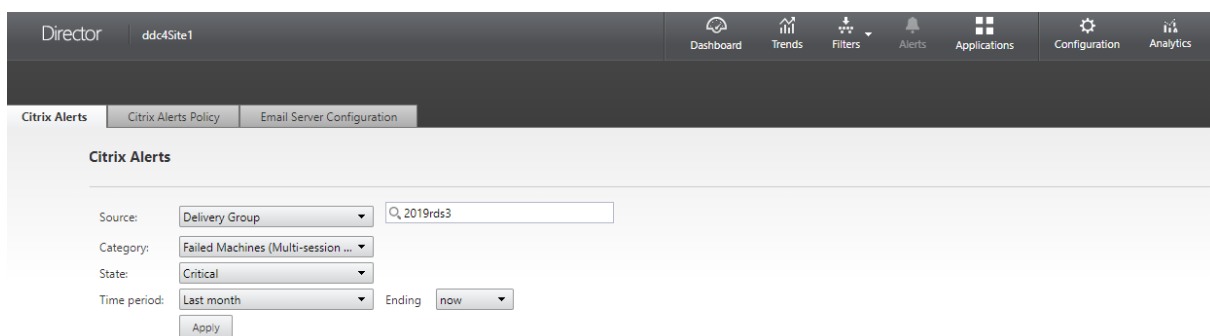 Director ddc4Site1
Dashboard Trends Filters Alerts Applications Configuration Analytics
Citrix Alerts Citrix Alerts Policy Email Server Configuration
Citrix Alerts
Source: Delivery Group 2019rds3
Category: Failed Machines (Multi-session ...
State: Critical
Time period: Last month Ending now
Apply